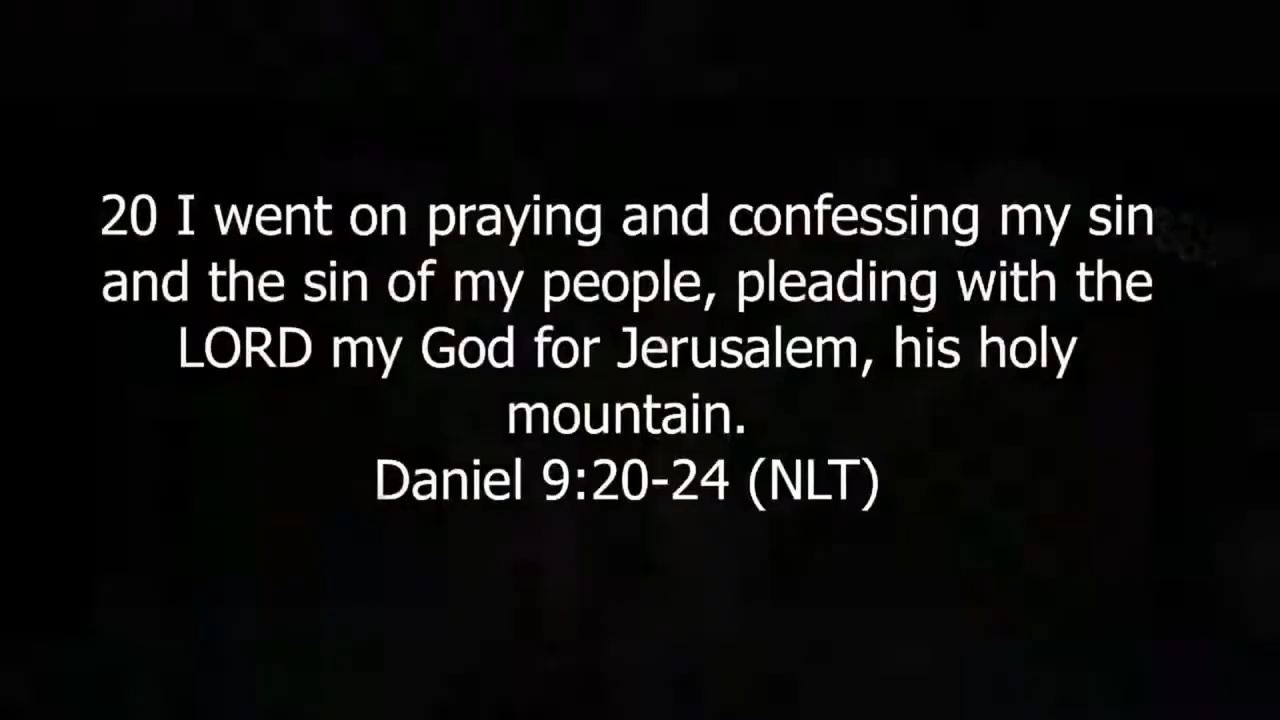 20 I went on praying and confessing my sin
and the sin of my people, pleading with the
LORD my God for Jerusalem, his holy
mountain.
Daniel 9:20-24 (NLT)